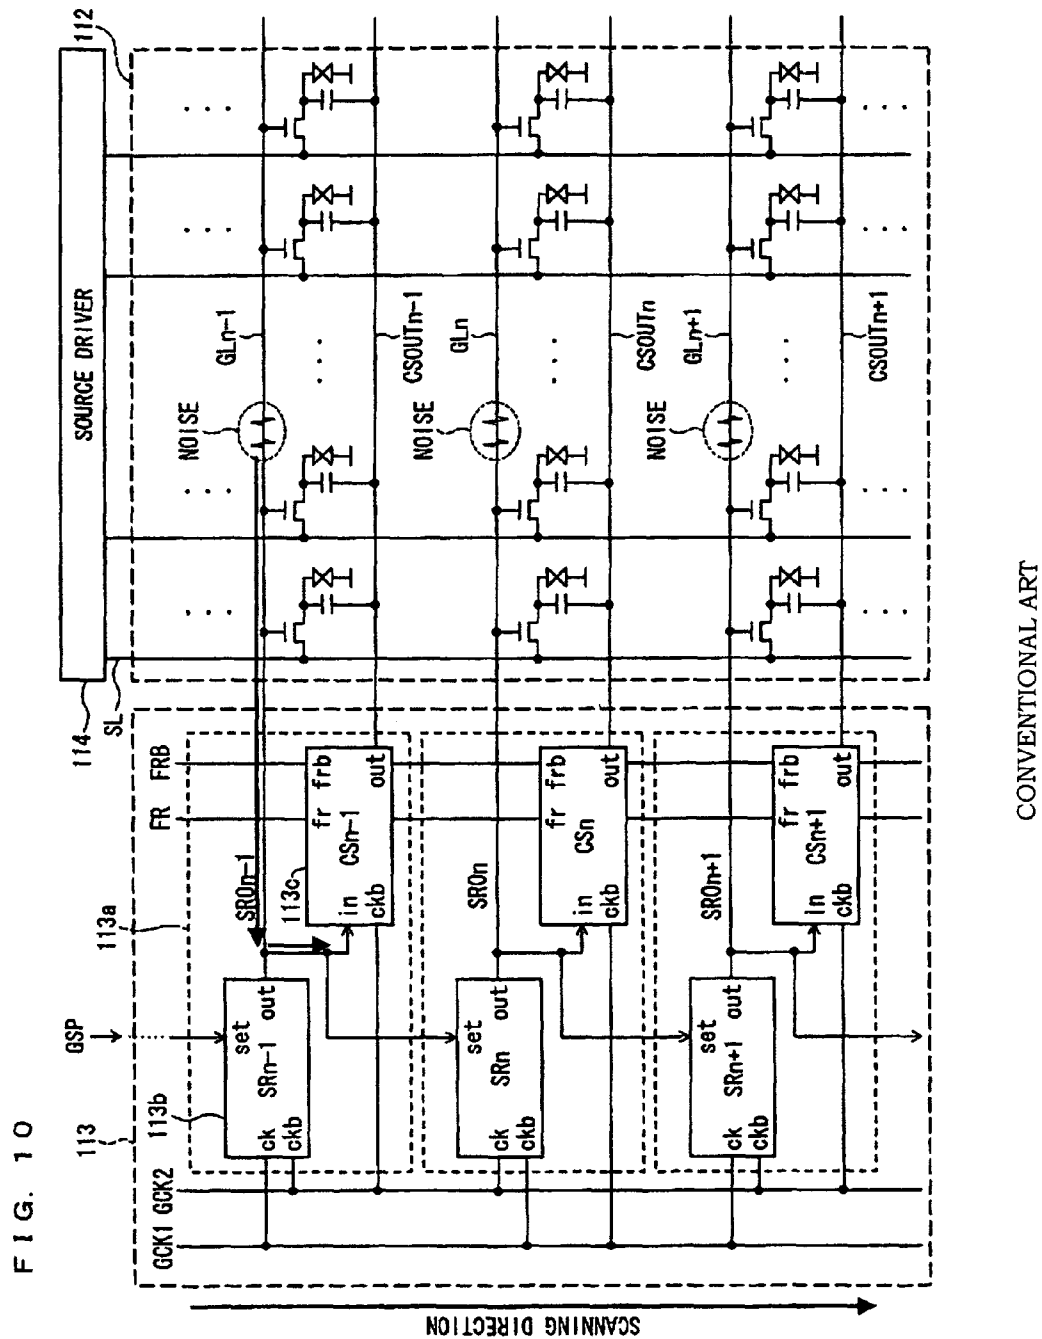 FIG. 10
SCANNING DIRECTION
113
GCK1
GCK2
GSP
113a
FR
FRB
113b
ck
ckb
SRn-1
set
out
SROn-1
113c
in
ckb
CSn-1
fr
frb
out
ck
ckb
SRn
set
out
SROn
in
ckb
CSn
fr
frb
out
ck
ckb
SRn+1
set
out
SROn+1
in
ckb
CSn+1
fr
frb
out
114
SL
SOURCE DRIVER
112
NOISE
GLn-1
CSOUTn-1
NOISE
GLn
CSOUTn
NOISE
GLn+1
CSOUTn+1
CONVENTIONAL ART